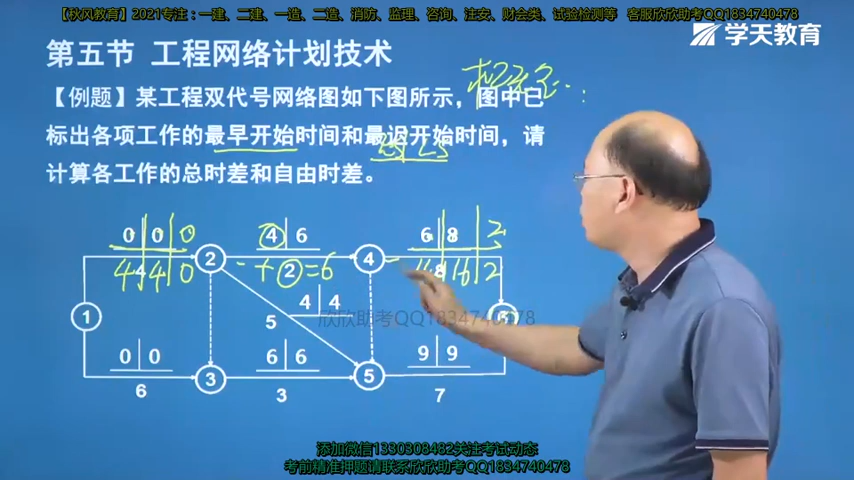 【秋风教育】2021专注：一建、二建、一造、二造、消防、监理、咨询、注安、财会类、试验检测等 客服欣欣助考QQ1834740478
学天教育
第五节 工程网络计划技术
【例题】某工程双代号网络图如下图所示，图中已
标出各项工作的最早开始时间和最迟开始时间，请
ES LS
计算各工作的总时差和自由时差。
0 0 0 4 6 6 8 2
4 4 0 2 + 2 = 6 4 16 2
4 4
1 5 欣欣助考QQ1834740478
0 0 6 6 9 9
3 5
6 3 7
添加微信1330308482关注考试动态
考前精准押题请联系欣欣助考QQ1834740478